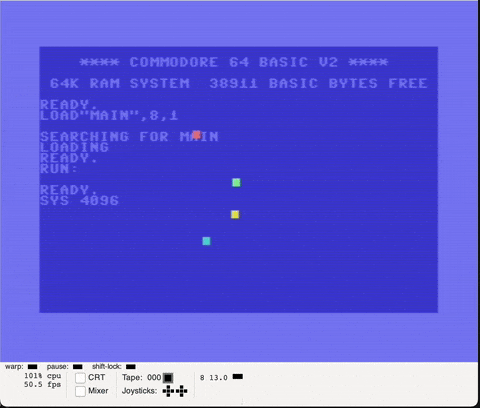 **** COMMODORE 64 BASIC V2 ****
64K RAM SYSTEM 38911 BASIC BYTES FREE
READY.
LOAD"MAIN",8,1
SEARCHING FOR MAIN
LOADING
READY.
RUN:
READY.
SYS 4096
warp: pause: shift-lock:
101% cpu
50.5 fps
CRT
Mixer
Tape: 000
Joysticks:
8 13.0